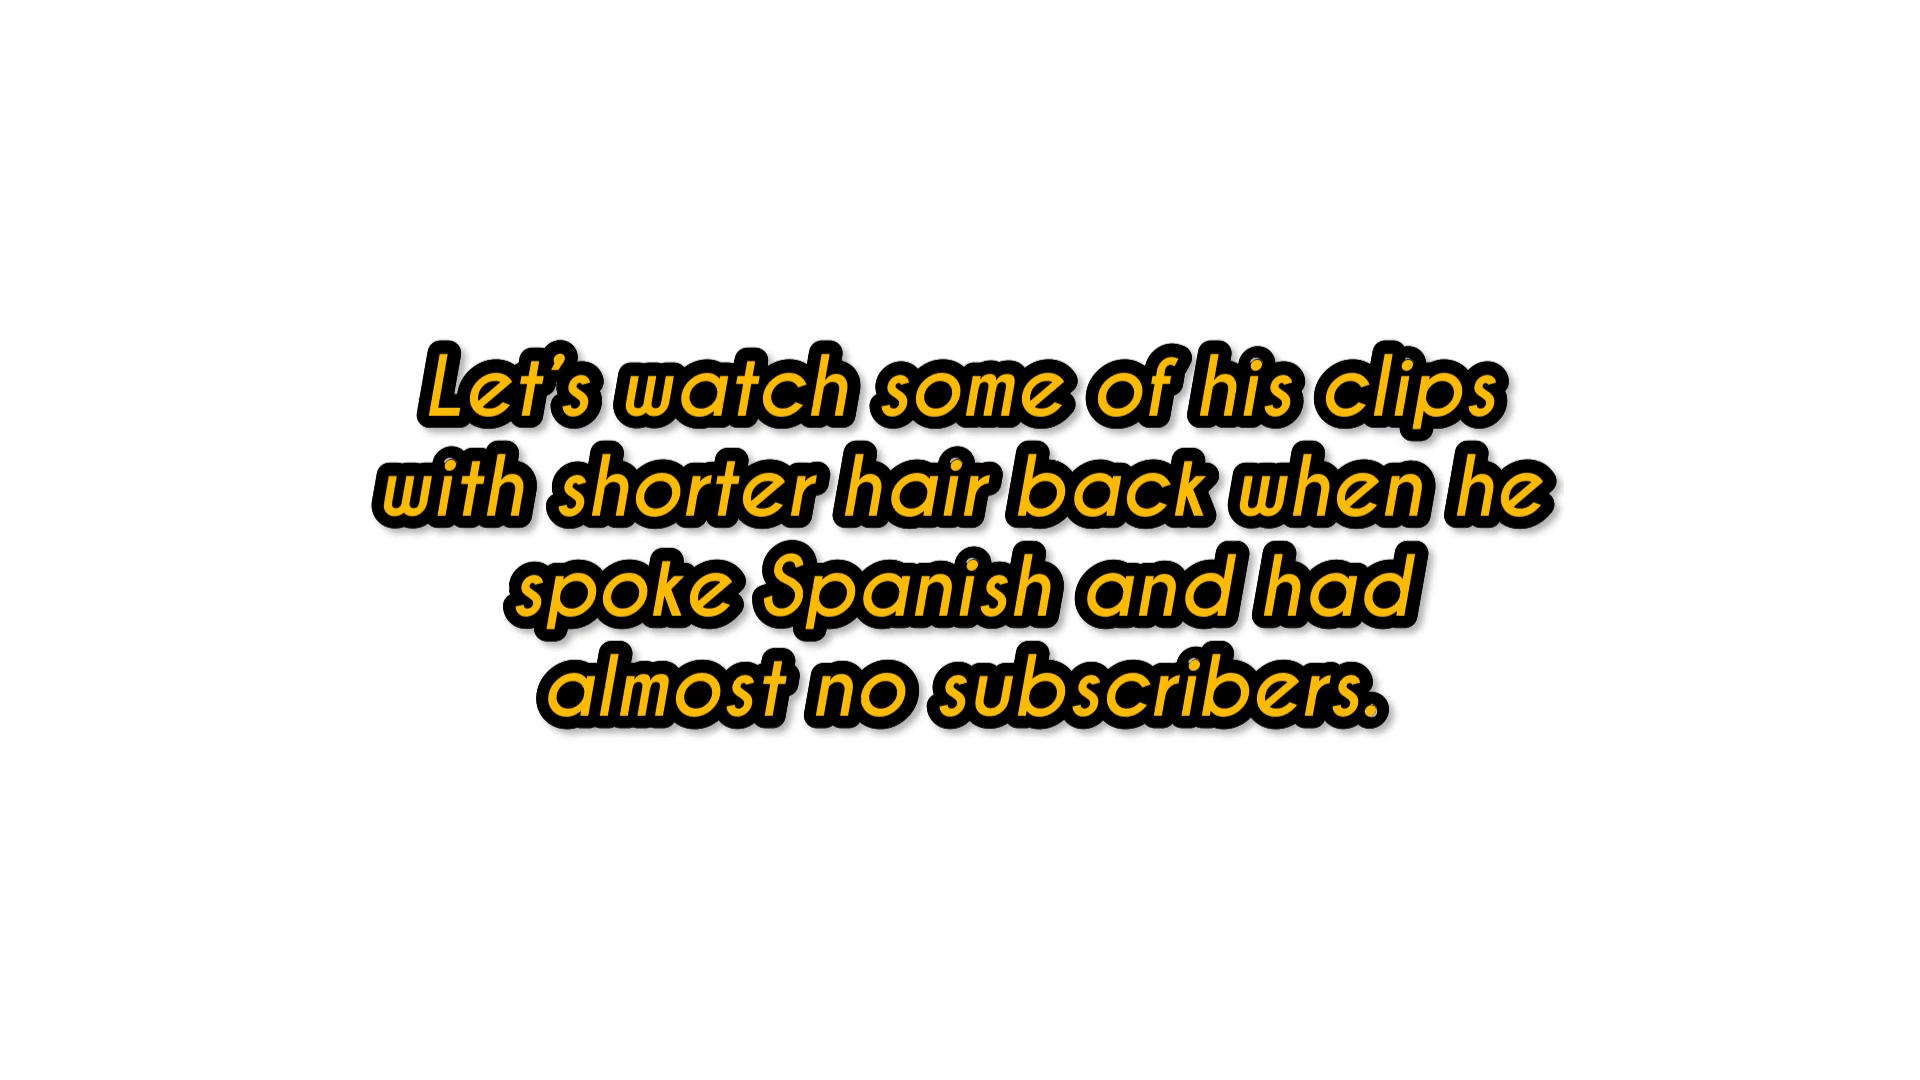 Let’s watch some of his clips
with shorter hair back when he
spoke Spanish and had
almost no subscribers.